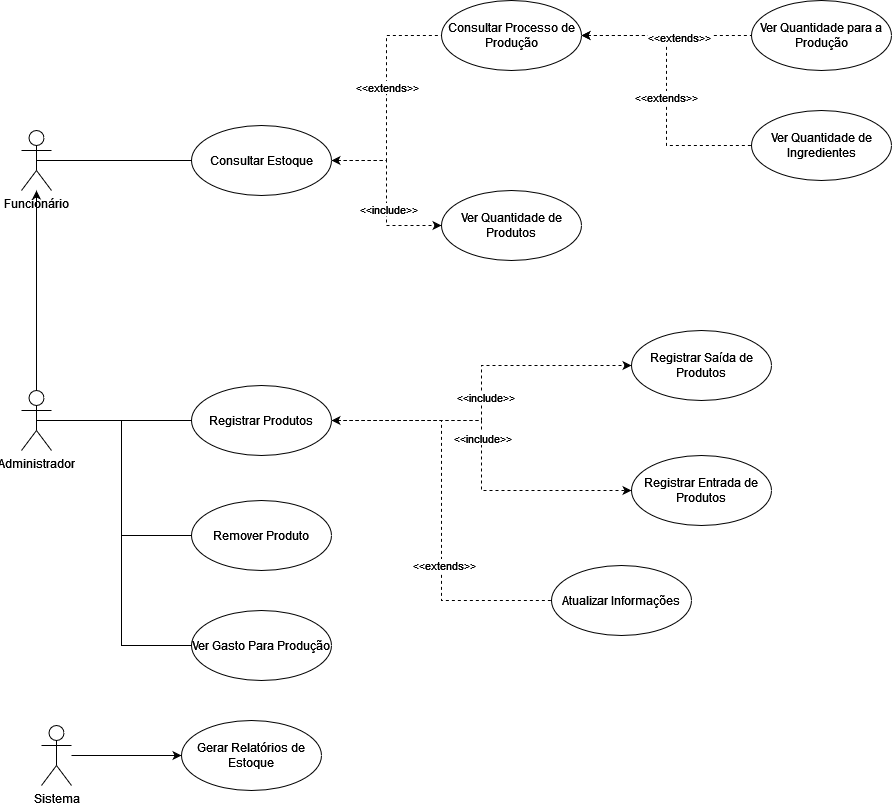 Consultar Processo de
Produção
<<extends>>
Ver Quantidade para a
Produção
<<extends>>
<<extends>>
Ver Quantidade de
Ingredientes
Consultar Estoque
Funcionário
<<include>>
Ver Quantidade de
Produtos
Registrar Saída de
Produtos
<<include>>
Registrar Produtos
<<include>>
Administrador
Registrar Entrada de
Produtos
Remover Produto
<<extends>>
Atualizar Informações
Ver Gasto Para Produção
Gerar Relatórios de
Estoque
Sistema